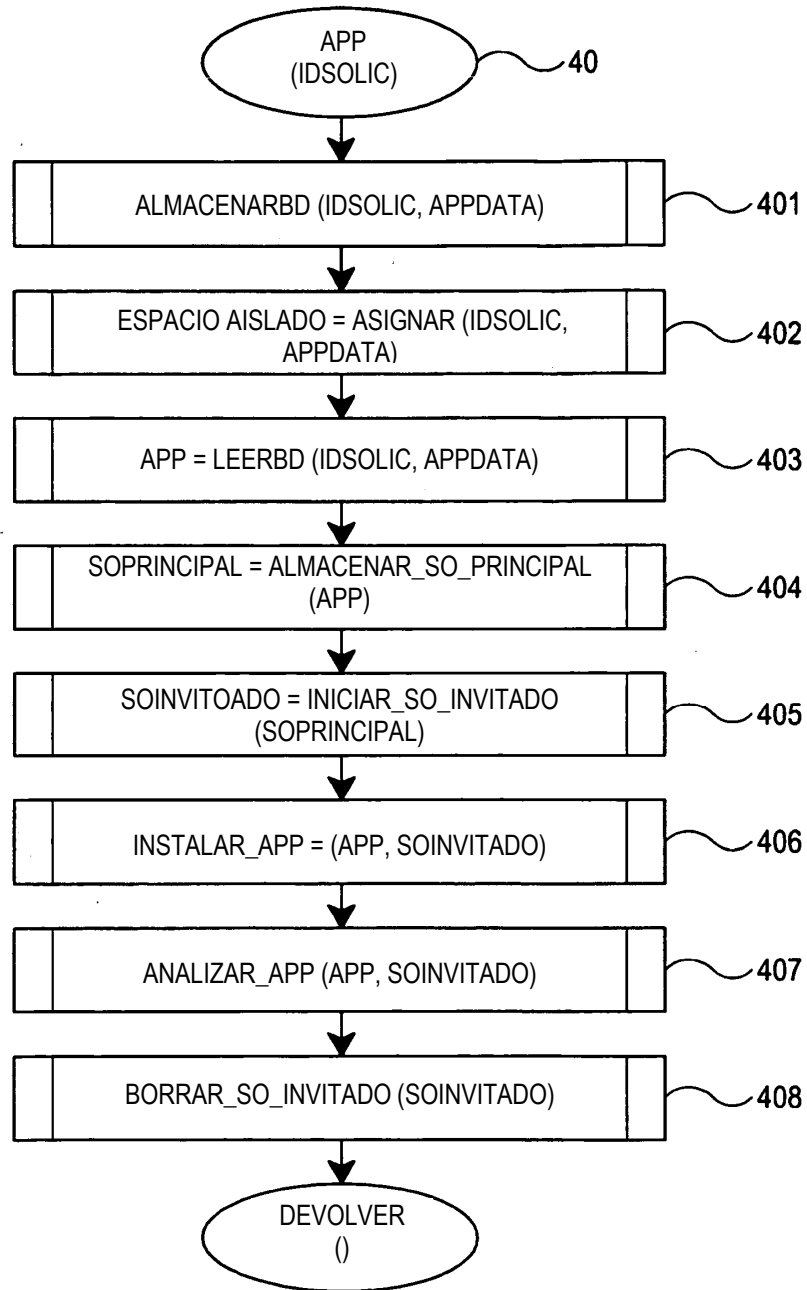 APP
(IDSOLIC)
40
ALMACENARBD (IDSOLIC, APPDATA)
401
ESPACIO AISLADO = ASIGNAR (IDSOLIC,
APPDATA)
402
APP = LEERBD (IDSOLIC, APPDATA)
403
SOPRINCIPAL = ALMACENAR_SO_PRINCIPAL
(APP)
404
SOINVITOADO = INICIAR_SO_INVITADO
(SOPRINCIPAL)
405
INSTALAR_APP = (APP, SOINVITADO)
406
ANALIZAR_APP (APP, SOINVITADO)
407
BORRAR_SO_INVITADO (SOINVITADO)
408
DEVOLVER
()